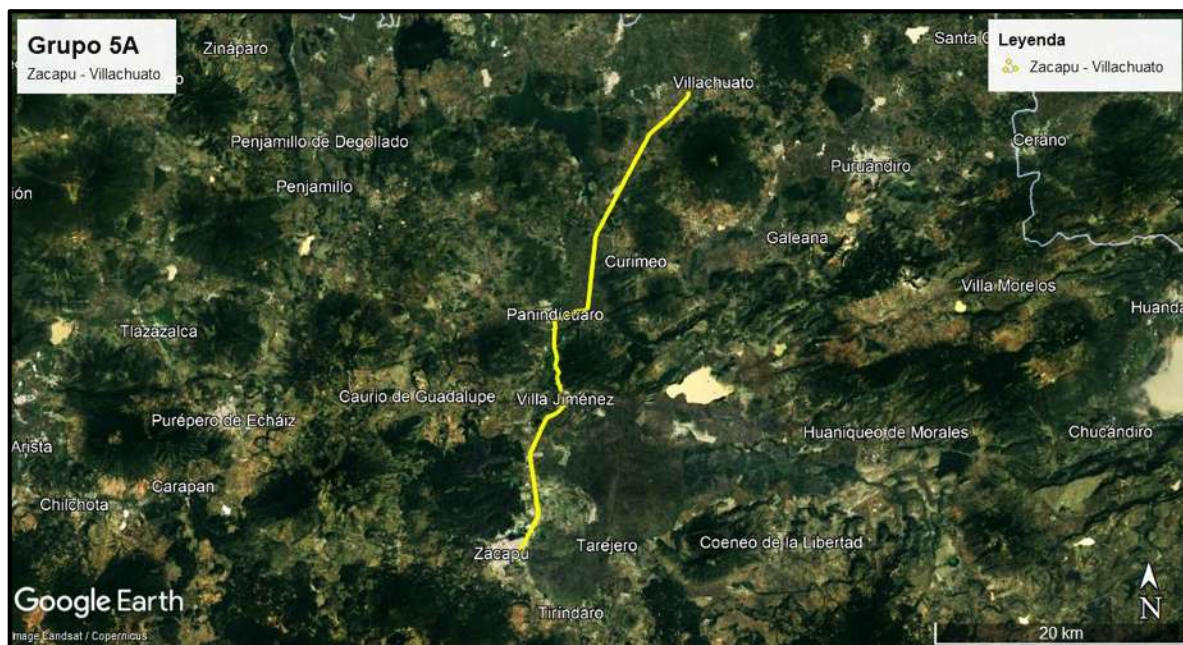 Grupo 5A
Zacapu - Villachuato
Leyenda
Zacapu - Villachuato
Zináparo
Santa
Villachuato
Penjamillo de Degollado
Cerano
Puruándiro
Penjamillo
ión
Galeana
Curimeo
Villa Morelos
Panindícuaro
Huanda
Tlazazalca
Caurio de Guadalupe
Villa Jiménez
Purépero de Echáiz
Huaniqueo de Morales
Chucándiro
Arista
Carapan
Chilchota
Zacapu
Tarejero
Coeneo de la Libertad
Google Earth
Tiríndaro
N
Image Landsat / Copernicus
20 km